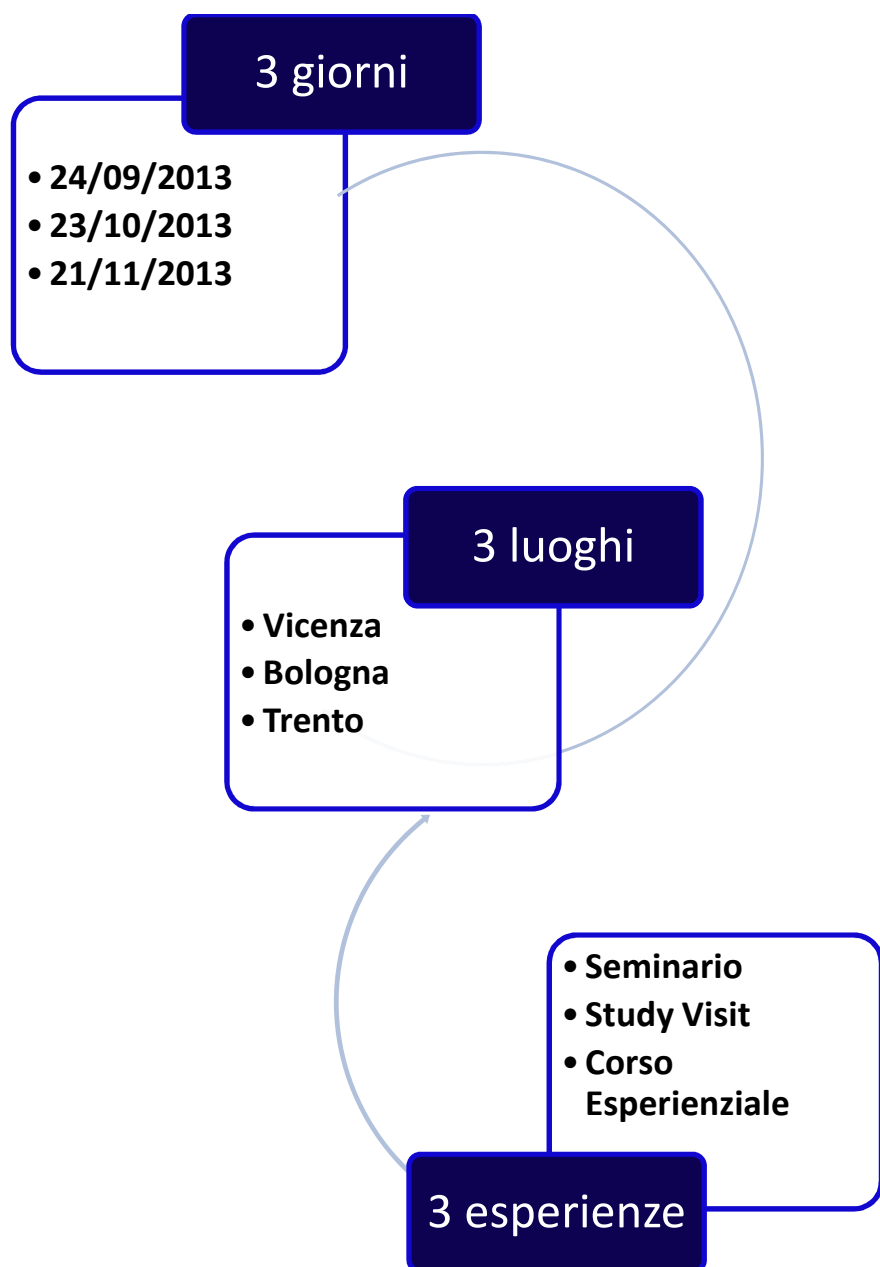 3 giorni
• 24/09/2013
• 23/10/2013
• 21/11/2013
3 luoghi
• Vicenza
• Bologna
• Trento
• Seminario
• Study Visit
• Corso
Esperienziale
3 esperienze